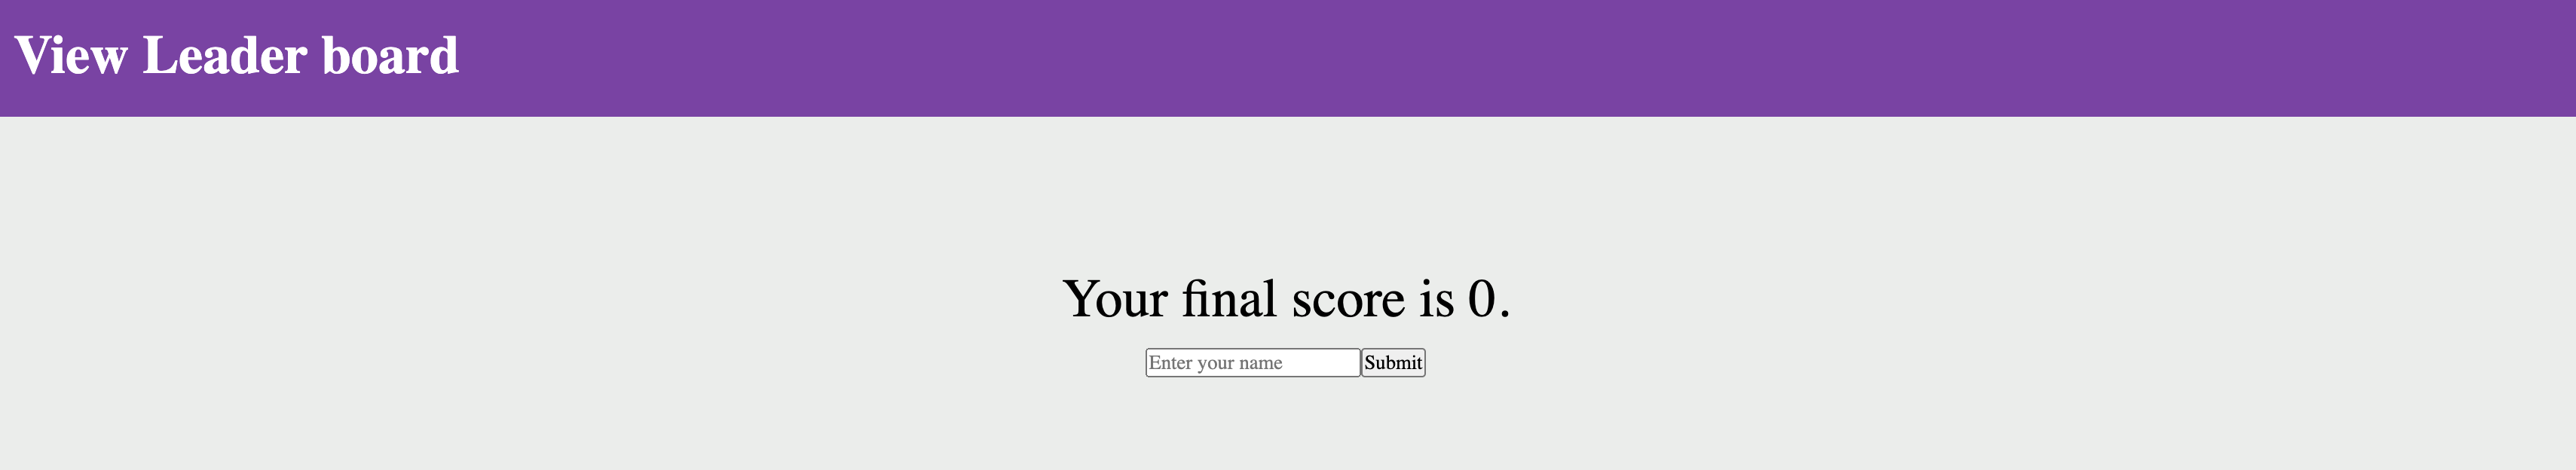 View Leader board
Your final score is 0.
Enter your name Submit